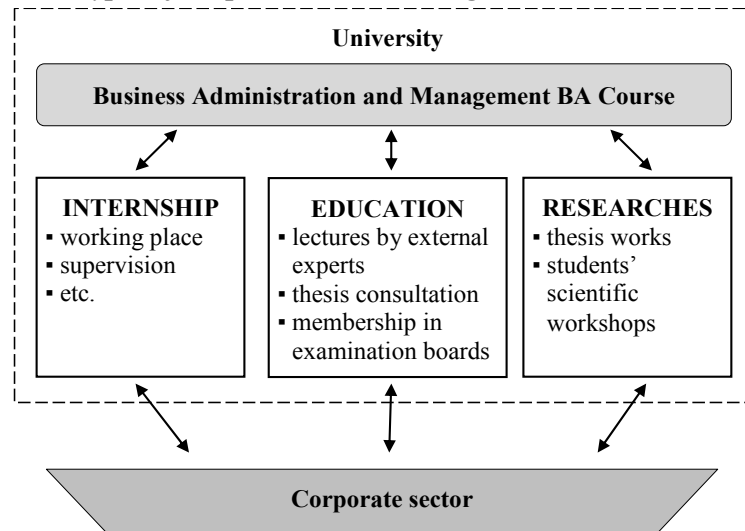 University
Business Administration and Management BA Course
INTERNSHIP
▪ working place
▪ supervision
▪ etc.
EDUCATION
▪ lectures by external
experts
▪ thesis consultation
▪ membership in
examination boards
RESEARCHES
▪ thesis works
▪ students’
scientific
workshops
Corporate sector